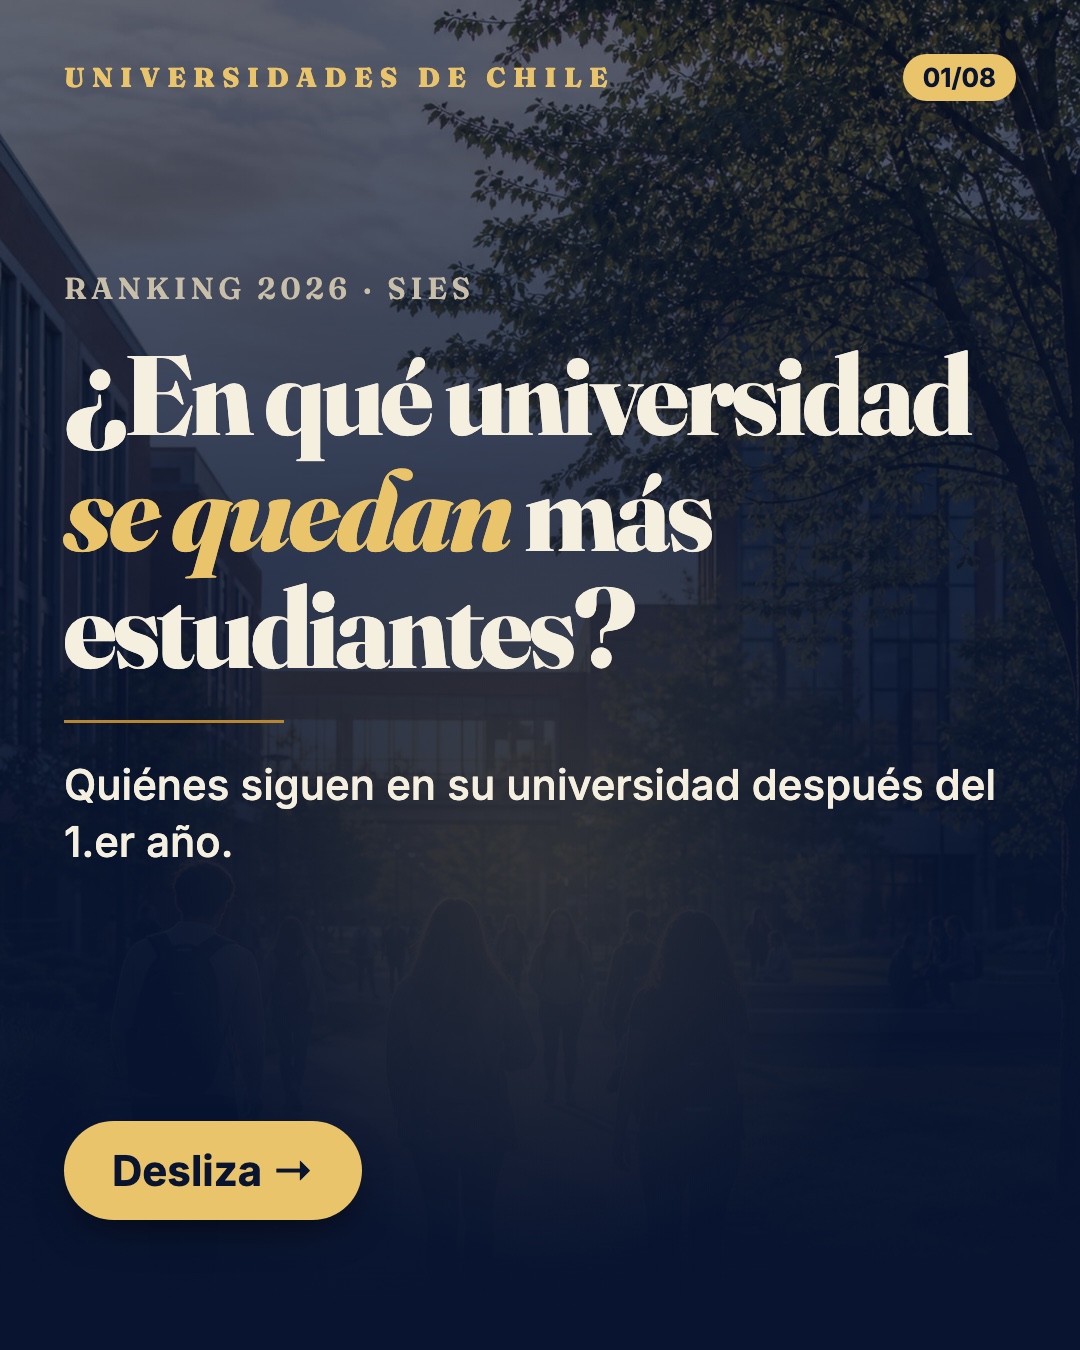 UNIVERSIDADES DE CHILE
01/08
RANKING 2026 · SIES
¿En qué universidad
se quedan más
estudiantes?
Quiénes siguen en su universidad después del
1.er año.
Desliza →